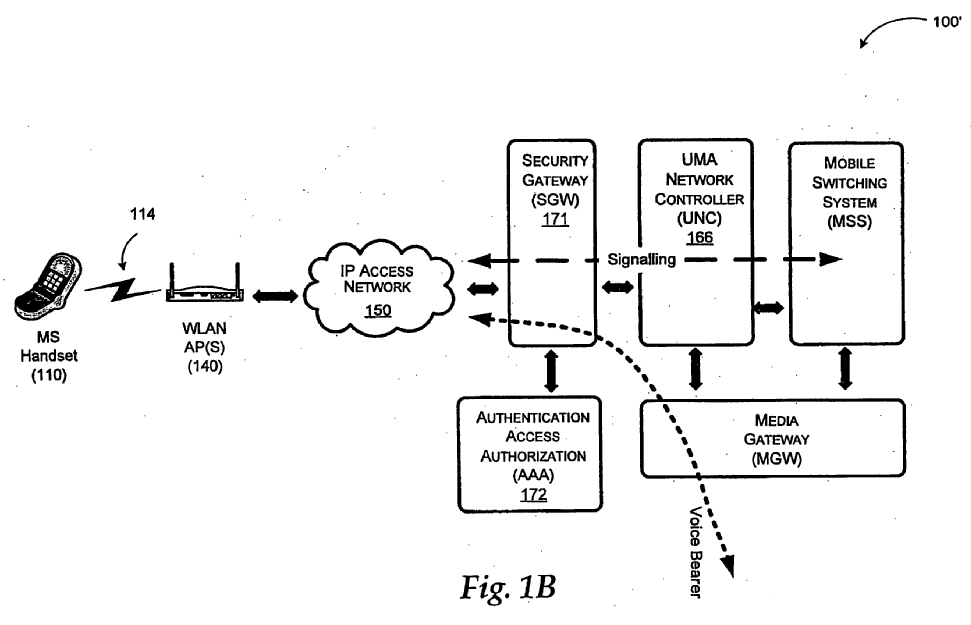 100'
SECURITY
GATEWAY
(SGW)
171
UMA
NETWORK
CONTROLLER
(UNC)
166
MOBILE
SWITCHING
SYSTEM
(MSS)
114
Signalling
IP ACCESS
NETWORK
150
MS
Handset
(110)
WLAN
AP(S)
(140)
AUTHENTICATION
ACCESS
AUTHORIZATION
(AAA)
172
MEDIA
GATEWAY
(MGW)
Voice Bearer
Fig. 1B